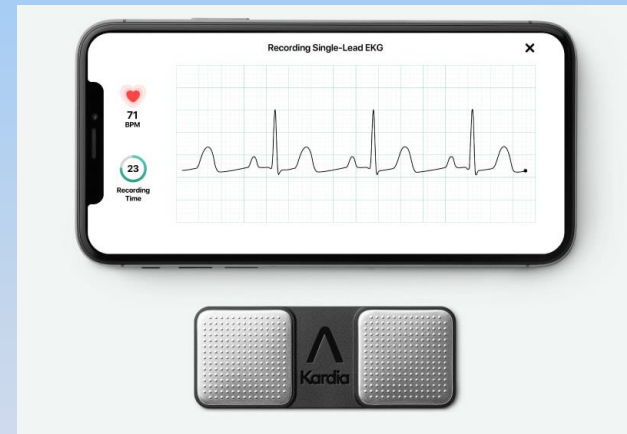 Recording Single-Lead EKG
71
BPM
23
Recording
Time
Kardia